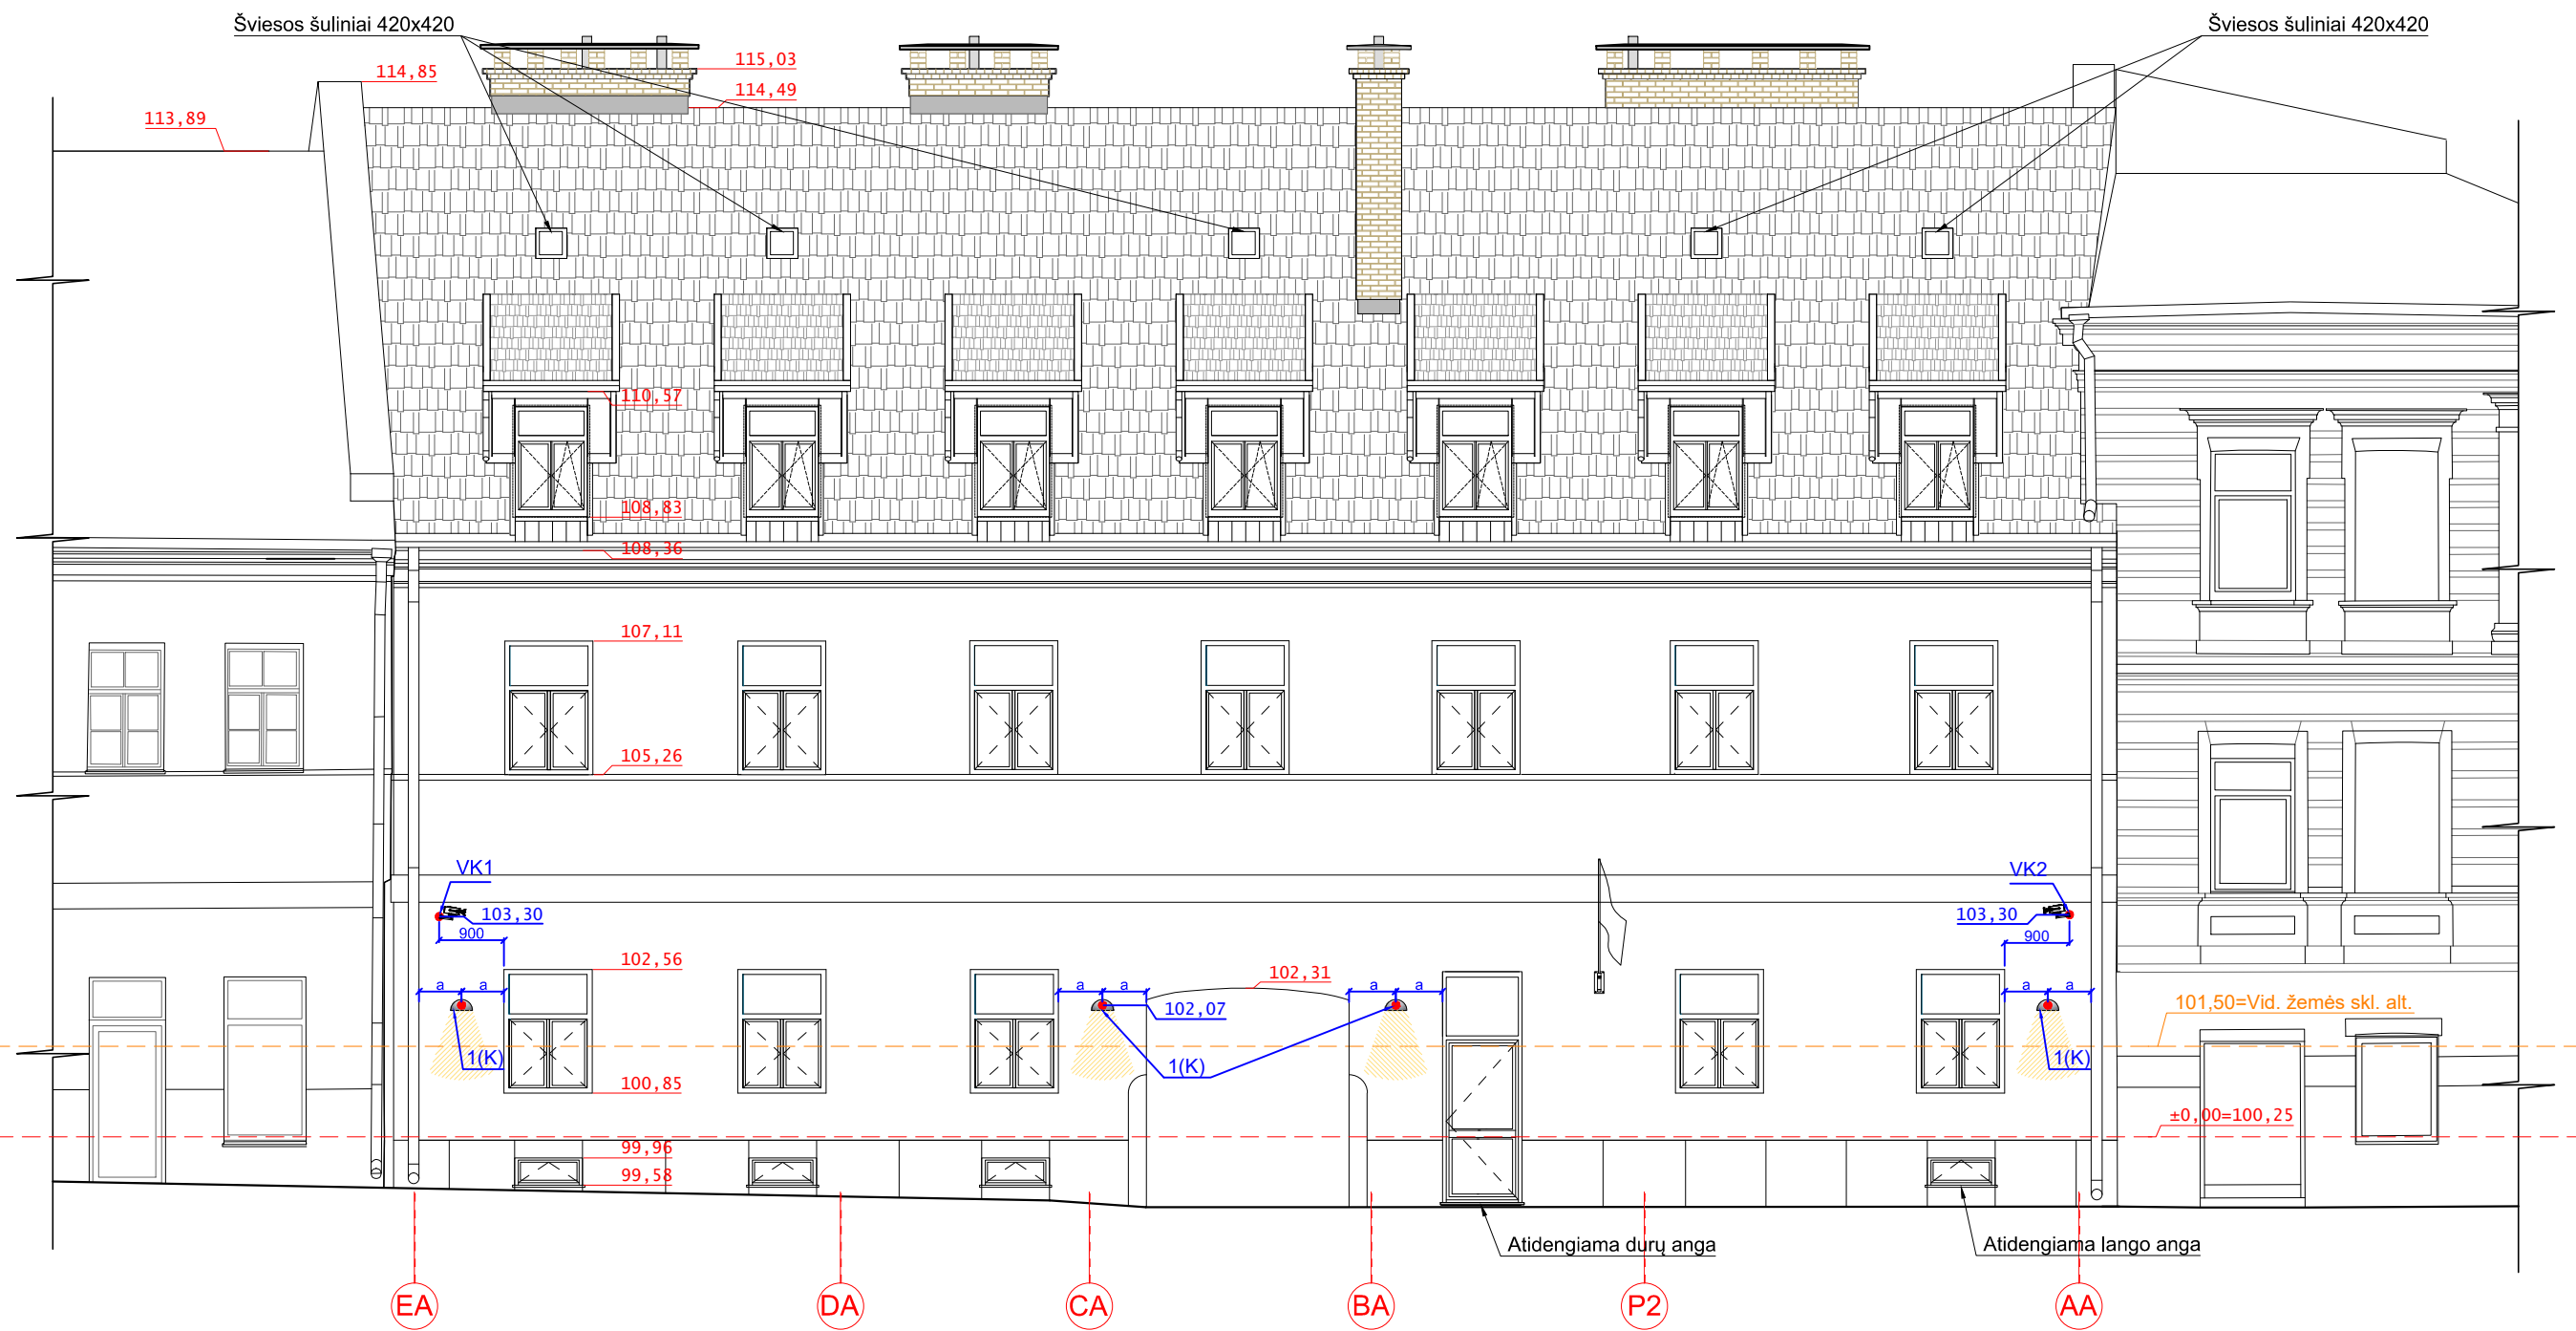 Šviesos šuliniai 420x420
Šviesos šuliniai 420x420
115,03
114,85
114,49
113,89
110,57
108,83
108,36
107,11
105,26
VK1
VK2
103,30
103,30
900
900
102,56
102,31
a a
a a
a a
a a
102,07
101,50=Vid. žemės skl. alt.
1(K)
1(K)
1(K)
100,85
±0,00=100,25
99,96
99,58
Atidengiama durų anga
Atidengiama lango anga
EA
DA
CA
BA
P2
AA